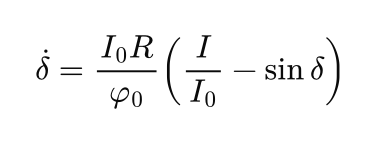 $\dot{\delta} = \frac{I_0 R}{\varphi_0} \left( \frac{I}{I_0} - \sin \delta \right)$